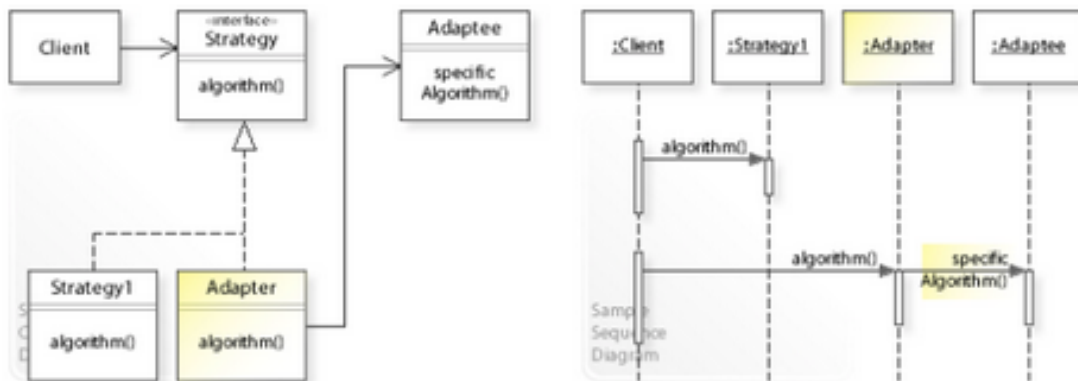 Client
«interface»
Strategy
algorithm()
Adaptee
specific
Algorithm()
Strategy1
algorithm()
Adapter
algorithm()
:Client
:Strategy1
:Adapter
:Adaptee
algorithm()
algorithm()
specific
Algorithm()
Sample
Sequence
Diagram